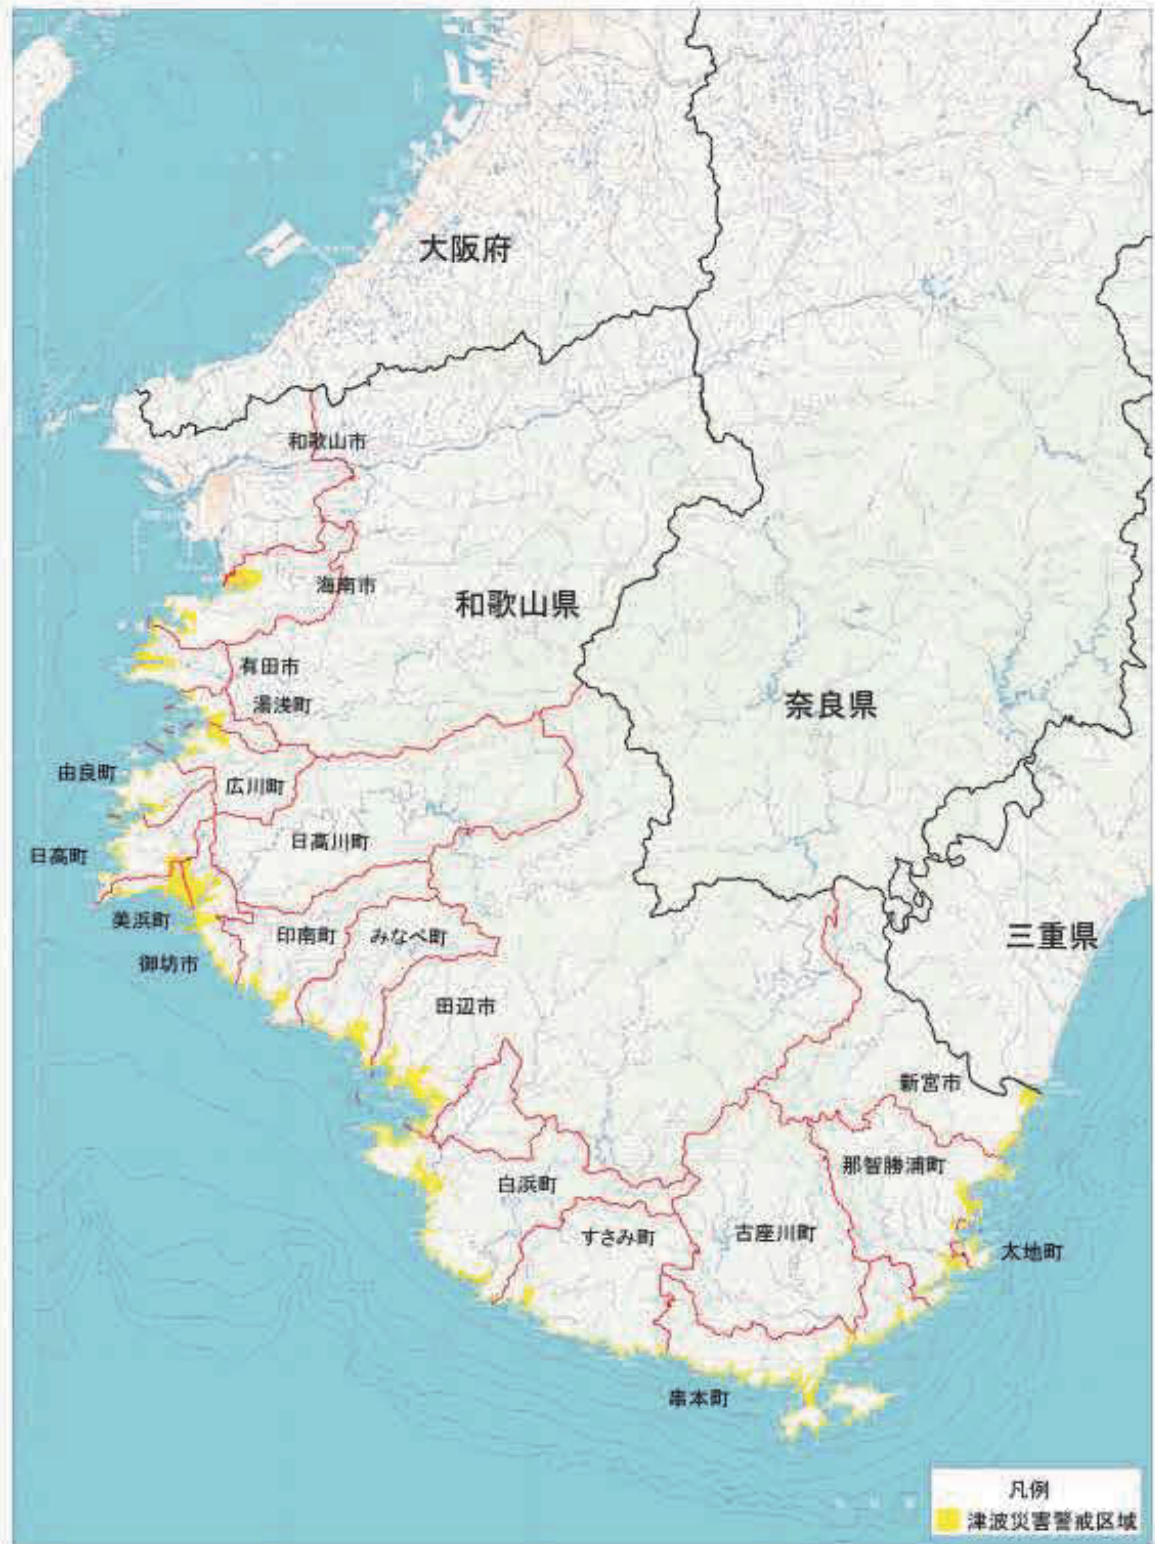 大阪府
和歌山市
海南市
和歌山県
有田市
湯浅町
奈良県
由良町
広川町
日高川町
日高町
美浜町
印南町
みなべ町
三重県
御坊市
田辺市
新宮市
那智勝浦町
白浜町
すさみ町
古座川町
太地町
串本町
凡例
津波災害警戒区域